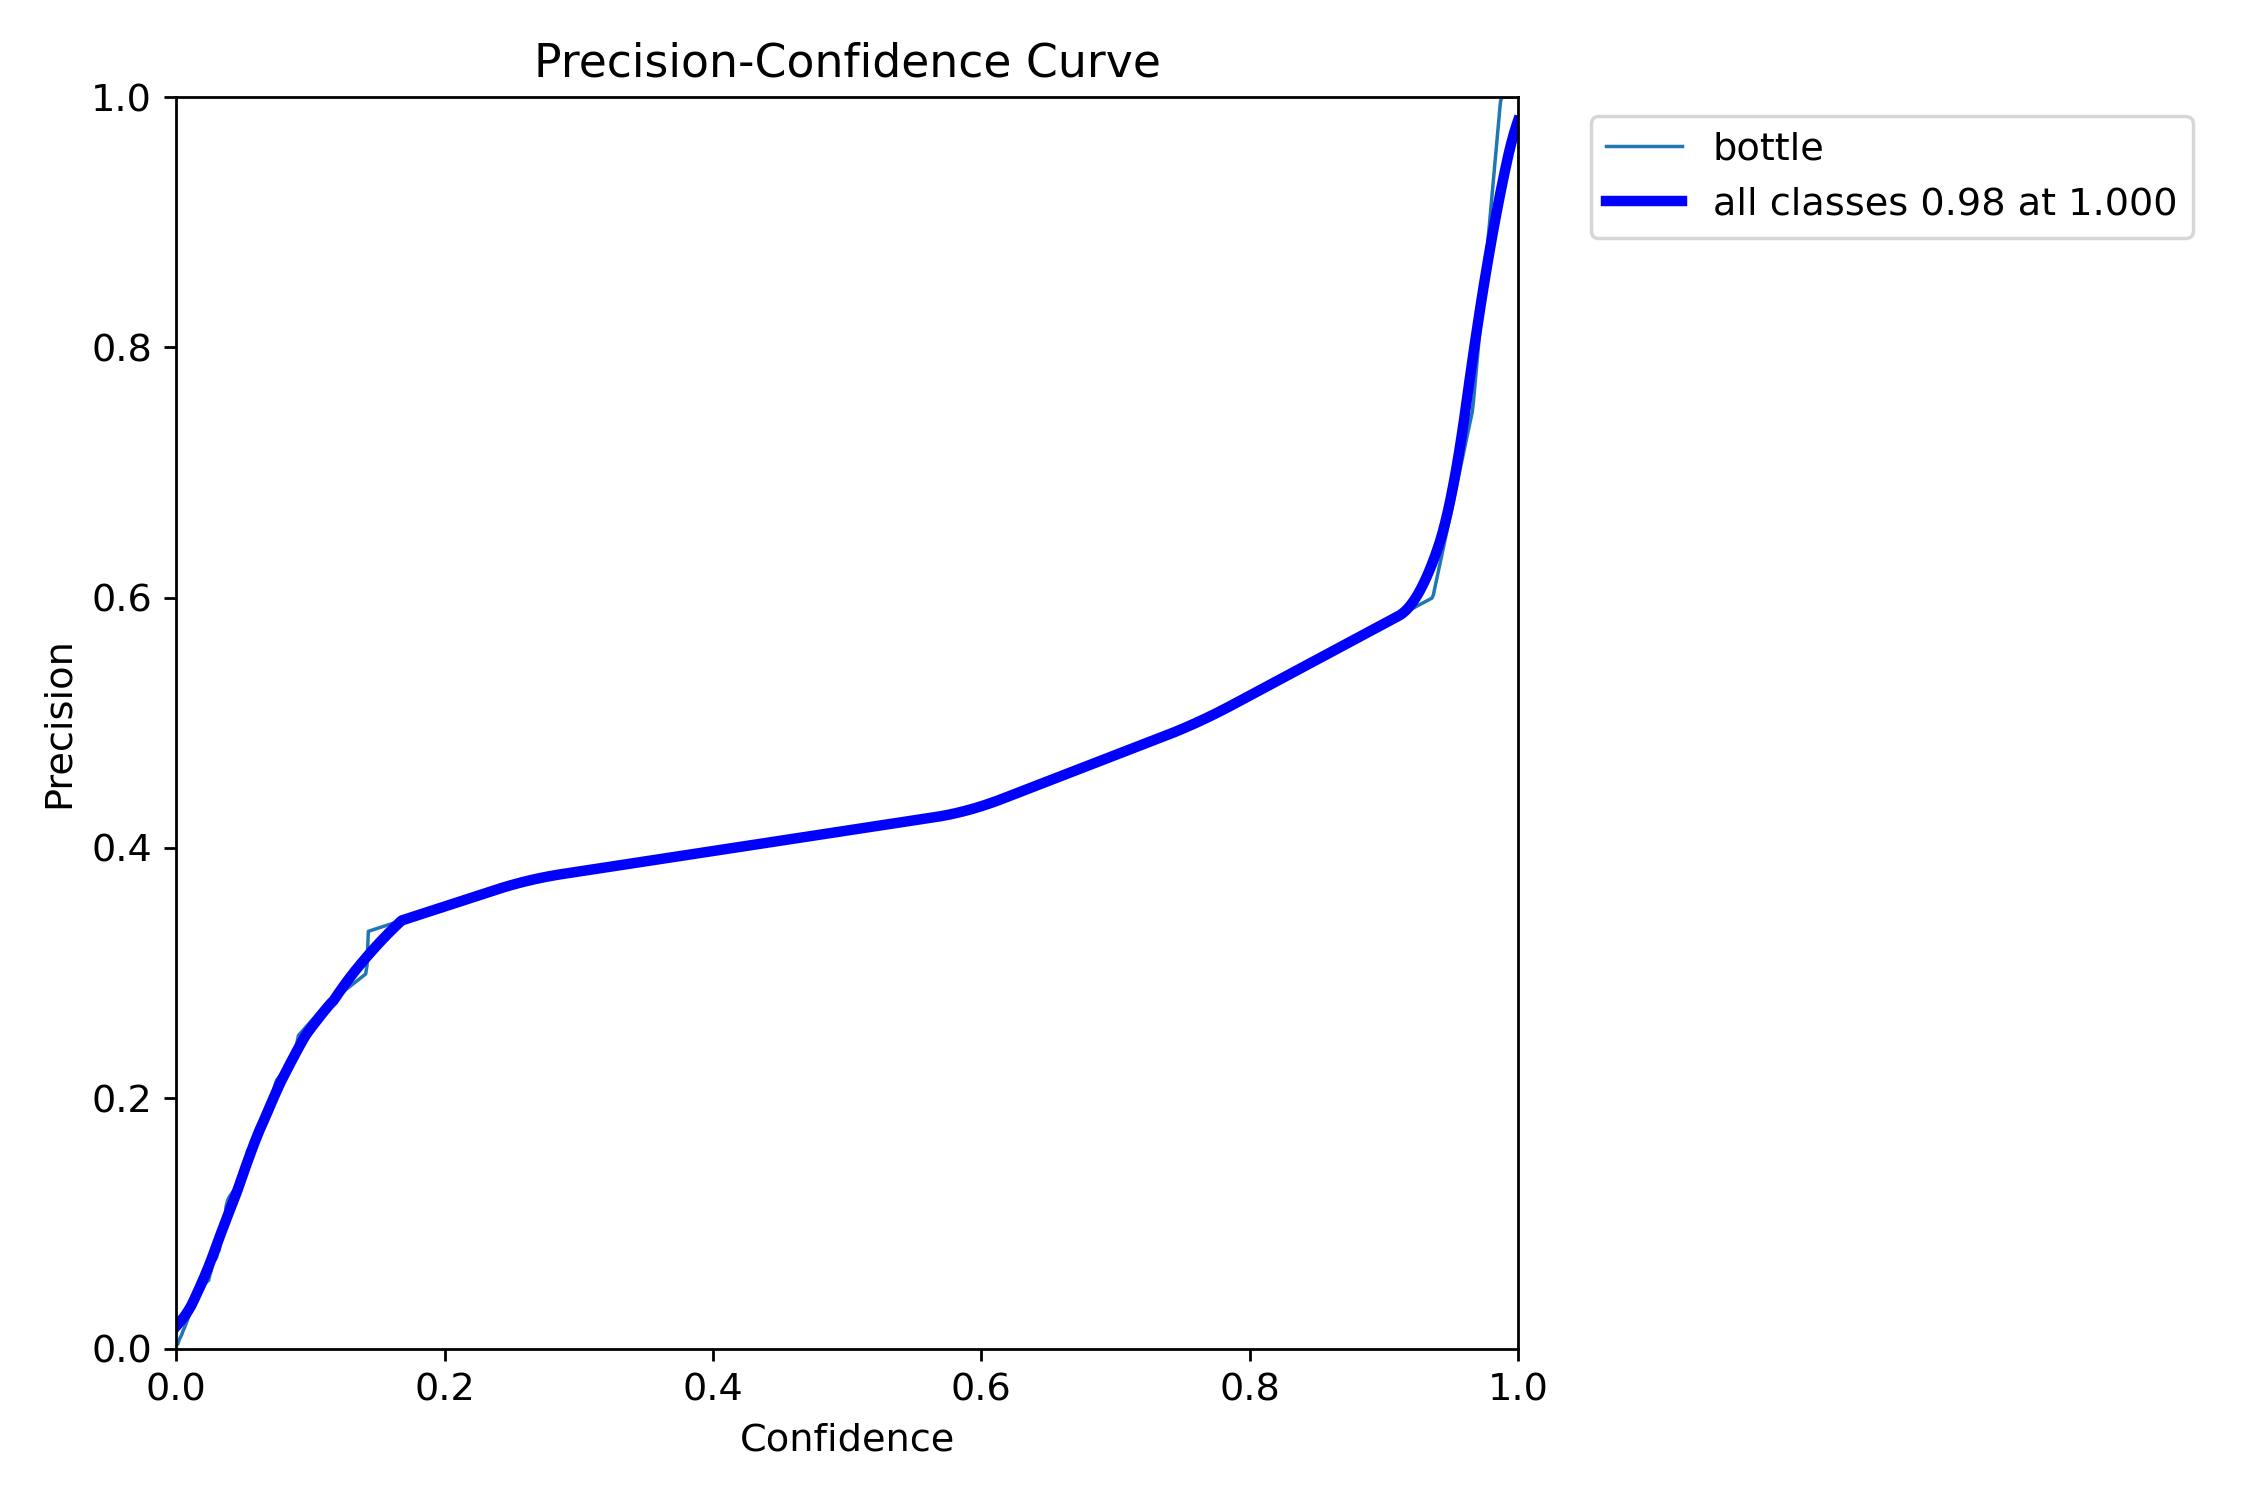 Precision-Confidence Curve
1.0
0.8
0.6
0.4
0.2
0.0
Precision
0.0 0.2 0.4 0.6 0.8 1.0
Confidence
bottle
all classes 0.98 at 1.000